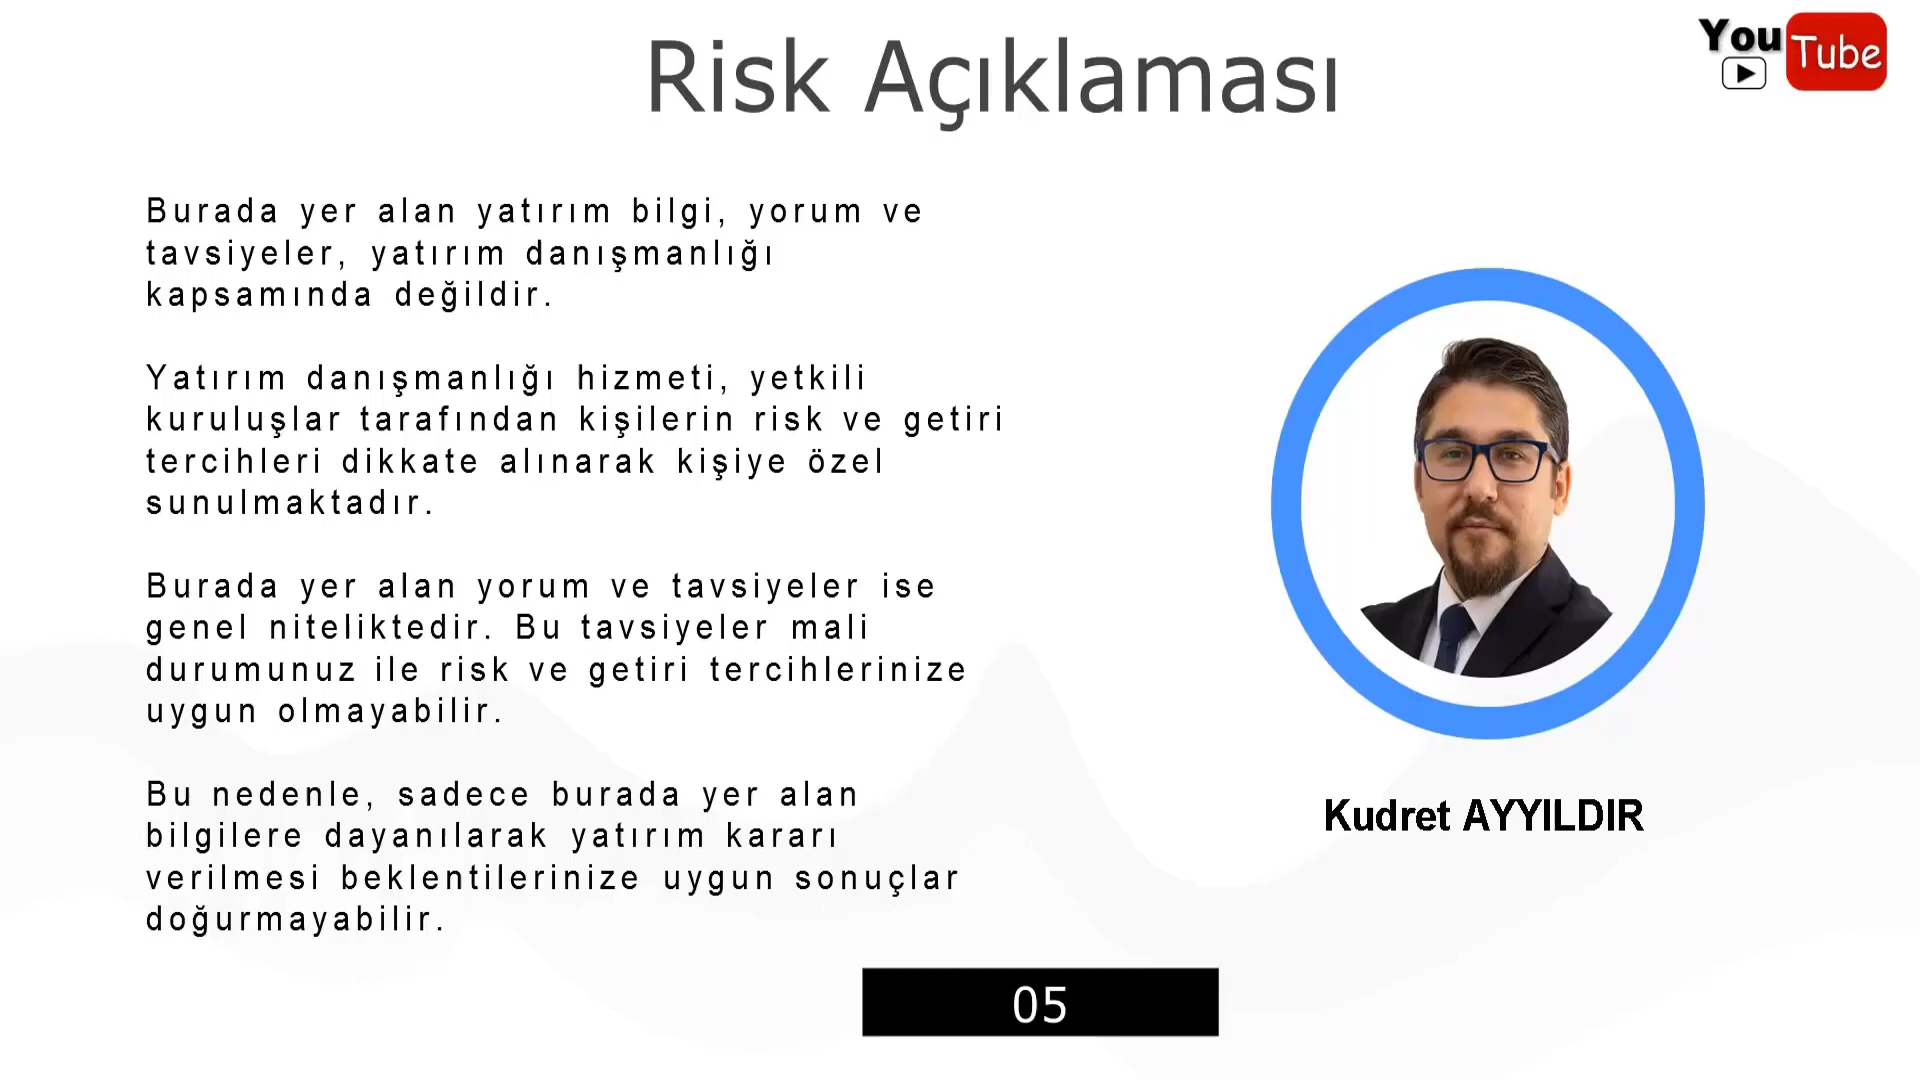 Risk Açıklaması
You
Tube
Burada yer alan yatırım bilgi, yorum ve
tavsiyeler, yatırım danışmanlığı
kapsamında değildir.
Yatırım danışmanlığı hizmeti, yetkili
kuruluşlar tarafından kişilerin risk ve getiri
tercihleri dikkate alınarak kişiye özel
sunulmaktadır.
Burada yer alan yorum ve tavsiyeler ise
genel niteliktedir. Bu tavsiyeler mali
durumunuz ile risk ve getiri tercihlerinize
uygun olmayabilir.
Bu nedenle, sadece burada yer alan
bilgilere dayanılarak yatırım kararı
verilmesi beklentilerinize uygun sonuçlar
doğurmayabilir.
Kudret AYYILDIR
05